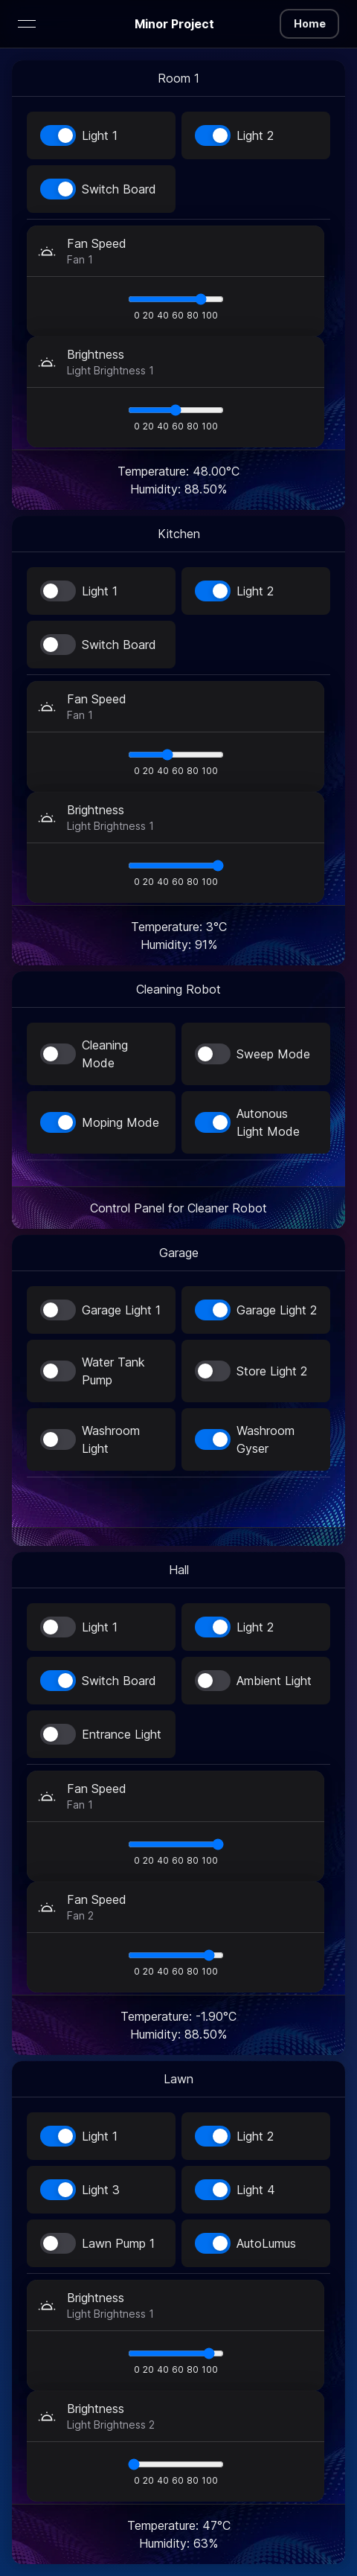 Minor Project
Home
Room 1
Light 1
Light 2
Switch Board
Fan Speed
Fan 1
0 20 40 60 80 100
Brightness
Light Brightness 1
0 20 40 60 80 100
Temperature: 48.00°C
Humidity: 88.50%
Kitchen
Light 1
Light 2
Switch Board
Fan Speed
Fan 1
0 20 40 60 80 100
Brightness
Light Brightness 1
0 20 40 60 80 100
Temperature: 3°C
Humidity: 91%
Cleaning Robot
Cleaning
Mode
Sweep Mode
Moping Mode
Autonous
Light Mode
Control Panel for Cleaner Robot
Garage
Garage Light 1
Garage Light 2
Water Tank
Pump
Store Light 2
Washroom
Light
Washroom
Gyser
Hall
Light 1
Light 2
Switch Board
Ambient Light
Entrance Light
Fan Speed
Fan 1
0 20 40 60 80 100
Fan Speed
Fan 2
0 20 40 60 80 100
Temperature: -1.90°C
Humidity: 88.50%
Lawn
Light 1
Light 2
Light 3
Light 4
Lawn Pump 1
AutoLumus
Brightness
Light Brightness 1
0 20 40 60 80 100
Brightness
Light Brightness 2
0 20 40 60 80 100
Temperature: 47°C
Humidity: 63%